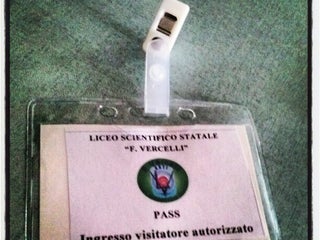 LICEO SCIENTIFICO STATALE
"F. VERCELLI"
PASS
Ingresso visitatore autorizzato